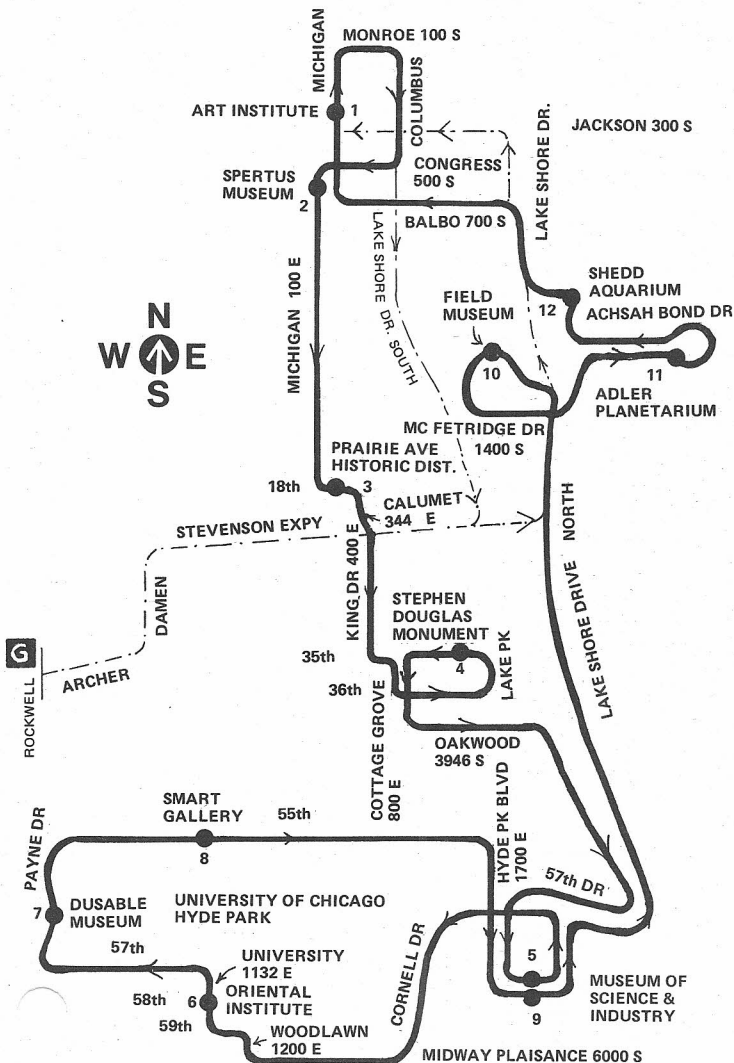 MICHIGAN
MONROE 100 S
COLUMBUS
ART INSTITUTE
1
JACKSON 300 S
LAKE SHORE DR.
CONGRESS
500 S
SPERTUS
MUSEUM
2
BALBO 700 S
LAKE SHORE DR. SOUTH
MICHIGAN 100 E
SHEDD
AQUARIUM
12
FIELD
MUSEUM
10
ACHSAH BOND DR
N
W E
S
11
ADLER
PLANETARIUM
MC FETRIDGE DR
1400 S
PRAIRIE AVE
HISTORIC DIST.
18th
3
CALUMET
344 E
STEVENSON EXPY
DAMEN
KING DR 400 E
LAKE SHORE DRIVE NORTH
STEPHEN
DOUGLAS
MONUMENT
4
LAKE PK
35th
36th
G
ROCKWELL
ARCHER
OAKWOOD
3946 S
COTTAGE GROVE
800 E
HYDE PK BLVD
1700 E
SMART
GALLERY
8
55th
PAYNE DR
57th DR
7
DUSABLE
MUSEUM
UNIVERSITY OF CHICAGO
HYDE PARK
CORNELL DR
57th
UNIVERSITY
1132 E
5
58th
6
ORIENTAL
INSTITUTE
59th
WOODLAWN
1200 E
9
MUSEUM OF
SCIENCE &
INDUSTRY
MIDWAY PLAISANCE 6000 S